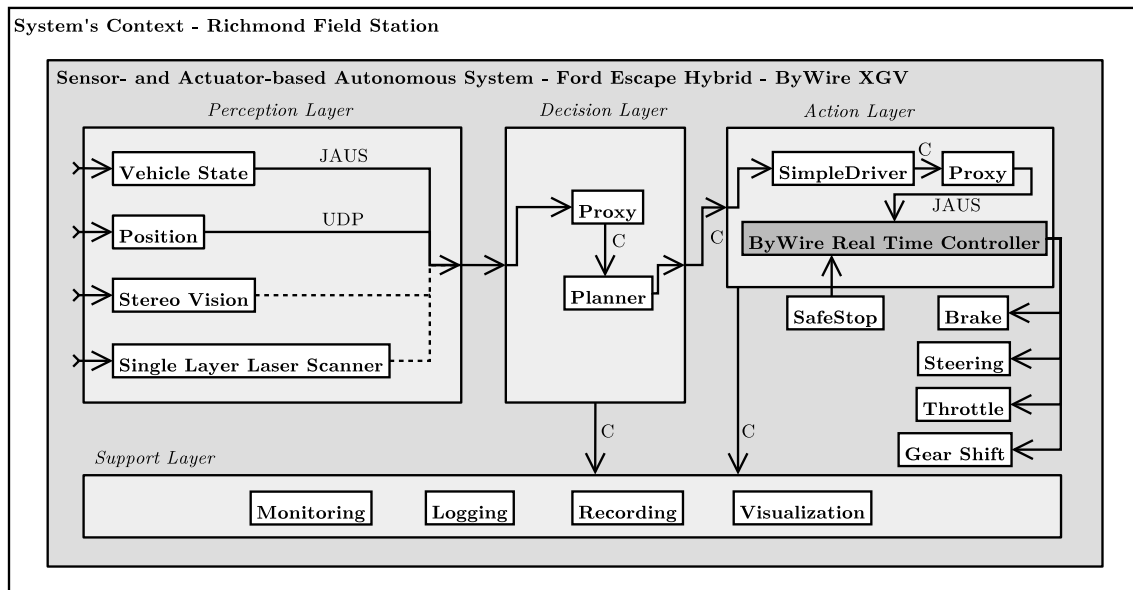 System's Context - Richmond Field Station
Sensor- and Actuator-based Autonomous System - Ford Escape Hybrid - ByWire XGV
Perception Layer
Decision Layer
Action Layer
Vehicle State
JAUS
Position
UDP
Stereo Vision
Single Layer Laser Scanner
Proxy
C
Planner
C
SimpleDriver
C
Proxy
JAUS
ByWire Real Time Controller
SafeStop
Brake
Steering
Throttle
Gear Shift
C
C
Support Layer
Monitoring
Logging
Recording
Visualization